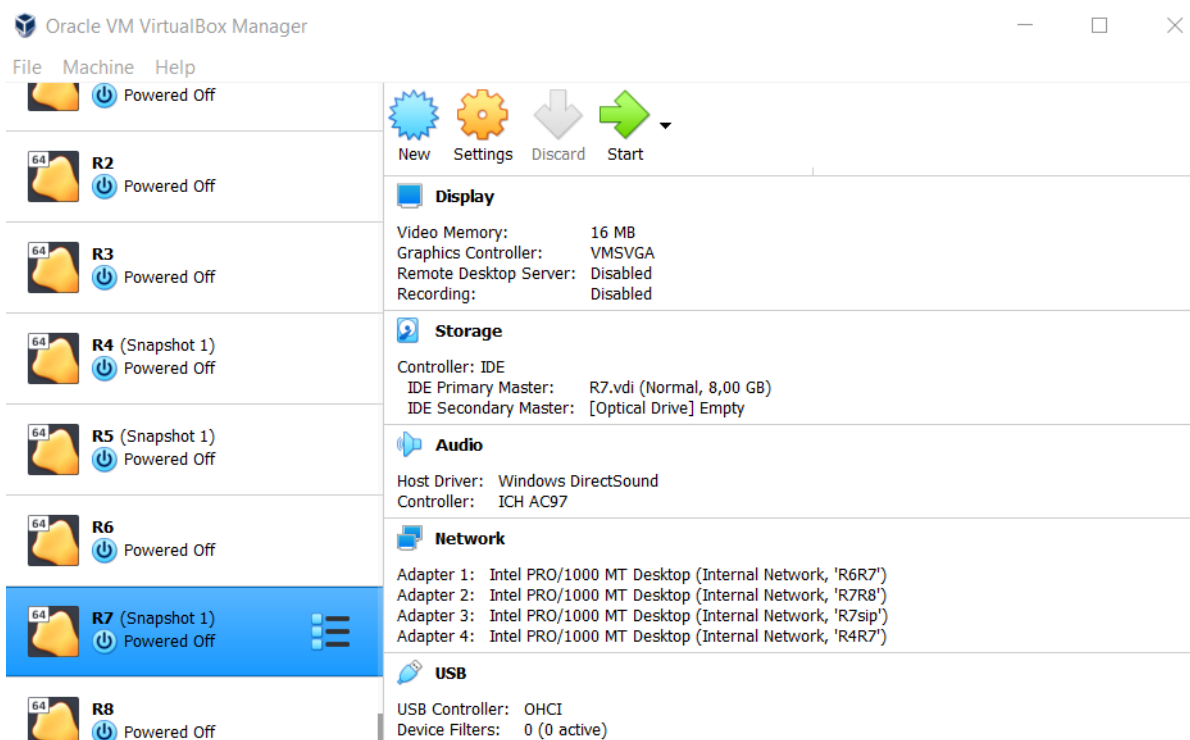 Oracle VM VirtualBox Manager
File Machine Help
Powered Off
64
R2
Powered Off
64
R3
Powered Off
64
R4 (Snapshot 1)
Powered Off
64
R5 (Snapshot 1)
Powered Off
64
R6
Powered Off
64
R7 (Snapshot 1)
Powered Off
64
R8
Powered Off
New Settings Discard Start
Display
Video Memory: 16 MB
Graphics Controller: VMSVGA
Remote Desktop Server: Disabled
Recording: Disabled
Storage
Controller: IDE
IDE Primary Master: R7.vdi (Normal, 8,00 GB)
IDE Secondary Master: [Optical Drive] Empty
Audio
Host Driver: Windows DirectSound
Controller: ICH AC97
Network
Adapter 1: Intel PRO/1000 MT Desktop (Internal Network, 'R6R7')
Adapter 2: Intel PRO/1000 MT Desktop (Internal Network, 'R7R8')
Adapter 3: Intel PRO/1000 MT Desktop (Internal Network, 'R7sip')
Adapter 4: Intel PRO/1000 MT Desktop (Internal Network, 'R4R7')
USB
USB Controller: OHCI
Device Filters: 0 (0 active)